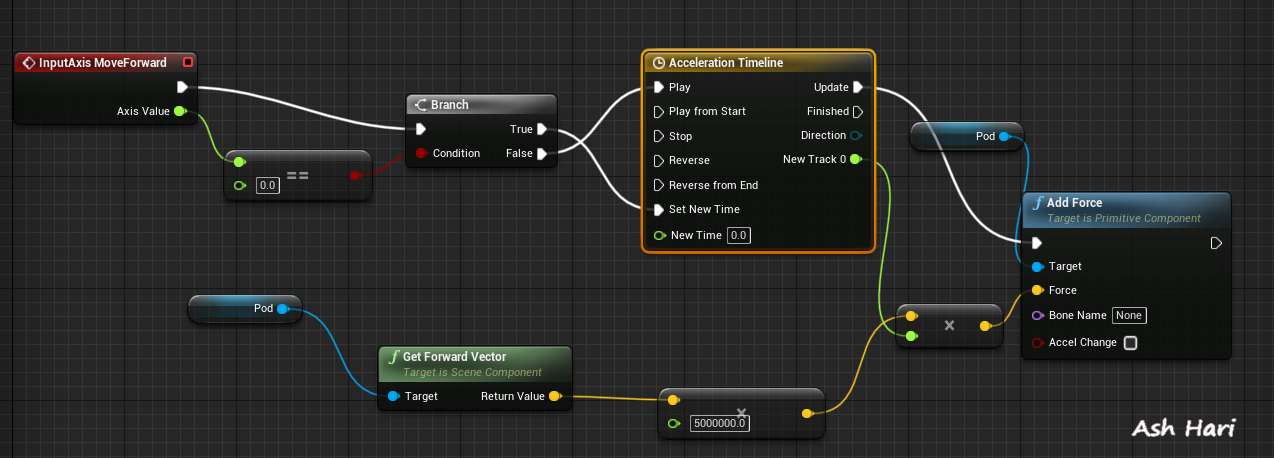 InputAxis MoveForward
Axis Value
==
0.0
Branch
True
Condition
False
Acceleration Timeline
Play
Update
Play from Start
Finished
Stop
Direction
Reverse
New Track 0
Reverse from End
Set New Time
New Time 0.0
Pod
f Add Force
Target is Primitive Component
Target
Force
Bone Name None
Accel Change
Pod
f Get Forward Vector
Target is Scene Component
Target
Return Value
×
5000000.0
×
Ash Hari